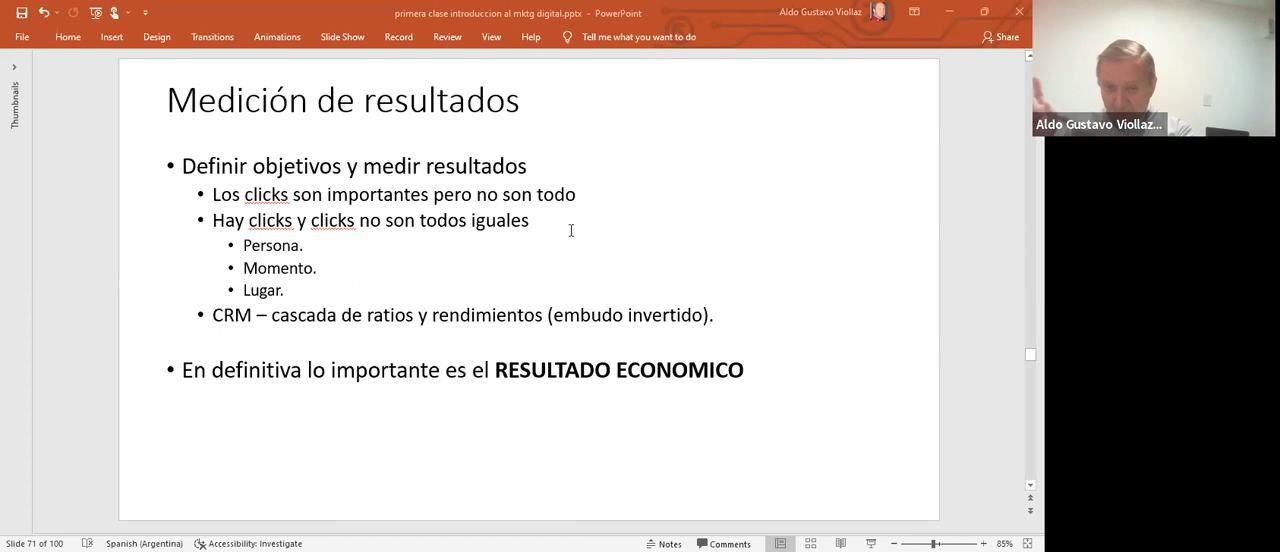 primera clase introduccion al mktg digital.pptx - PowerPoint
Aldo Gustavo Viollaz
File Home Insert Design Transitions Animations Slide Show Record Review View Help Tell me what you want to do Share
Thumbnails
Medición de resultados
• Definir objetivos y medir resultados
• Los clicks son importantes pero no son todo
• Hay clicks y clicks no son todos iguales
• Persona.
• Momento.
• Lugar.
• CRM – cascada de ratios y rendimientos (embudo invertido).
• En definitiva lo importante es el RESULTADO ECONOMICO
Aldo Gustavo Viollaz...
Slide 71 of 100 Spanish (Argentina) Accessibility: Investigate Notes Comments 85%